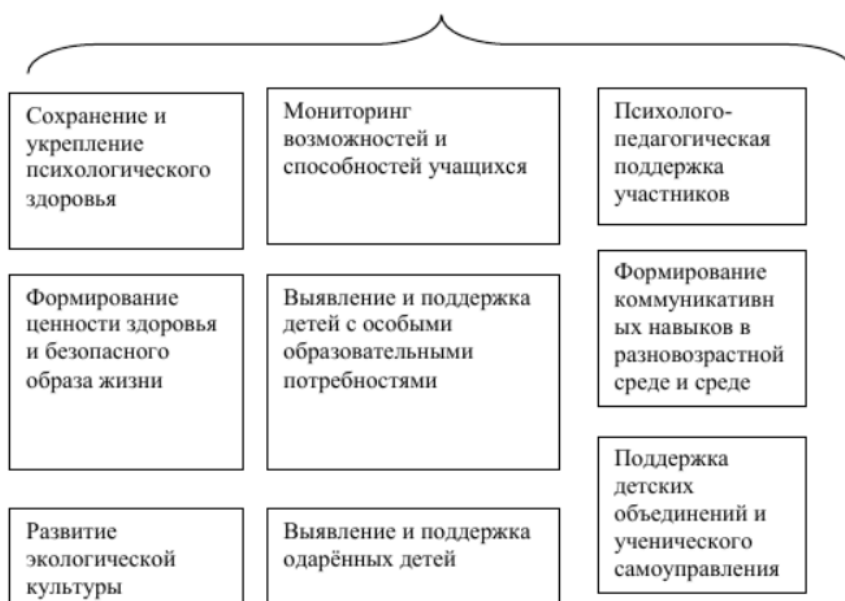 Сохранение и
укрепление
психологического
здоровья
Мониторинг
возможностей и
способностей учащихся
Психолого-
педагогическая
поддержка
участников
Формирование
ценности здоровья
и безопасного
образа жизни
Выявление и поддержка
детей с особыми
образовательными
потребностями
Формирование
коммуникативн
ых навыков в
разновозрастной
среде и среде
Развитие
экологической
культуры
Выявление и поддержка
одарённых детей
Поддержка
детских
объединений и
ученического
самоуправления